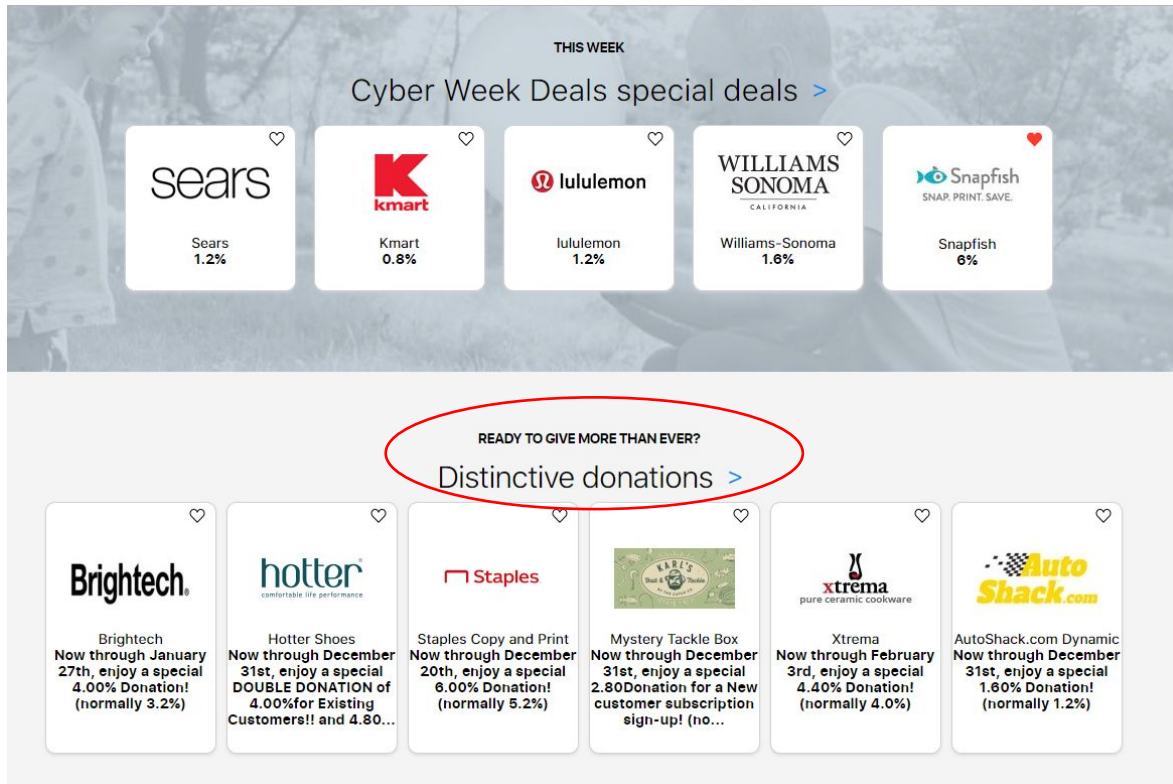 THIS WEEK
Cyber Week Deals special deals >
sears
Sears
1.2%
K
kmart
Kmart
0.8%
lululemon
lululemon
1.2%
WILLIAMS
SONOMA
CALIFORNIA
Williams-Sonoma
1.6%
Snapfish
SNAP. PRINT. SAVE.
Snapfish
6%
READY TO GIVE MORE THAN EVER?
Distinctive donations >
Brightech.
Brightech
Now through January
27th, enjoy a special
4.00% Donation!
(normally 3.2%)
hotter
comfortable life performance
Hotter Shoes
Now through December
31st, enjoy a special
DOUBLE DONATION of
4.00%for Existing
Customers!! and 4.80...
Staples
Staples Copy and Print
Now through December
20th, enjoy a special
6.00% Donation!
(normally 5.2%)
KARL'S
Bait & Tackle
Mystery Tackle Box
Now through December
31st, enjoy a special
2.80Donation for a New
customer subscription
sign-up! (no...
xtrema
pure ceramic cookware
Xtrema
Now through February
3rd, enjoy a special
4.40% Donation!
(normally 4.0%)
Auto
Shack.com
AutoShack.com Dynamic
Now through December
31st, enjoy a special
1.60% Donation!
(normally 1.2%)